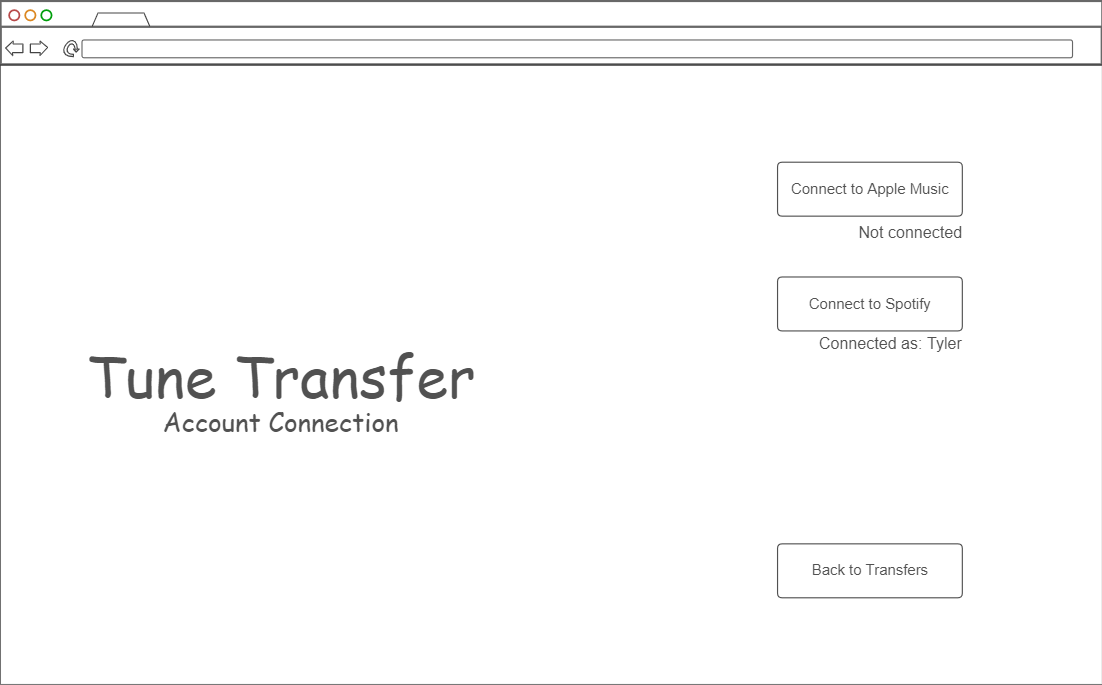 Connect to Apple Music
Not connected
Connect to Spotify
Connected as: Tyler
Tune Transfer
Account Connection
Back to Transfers